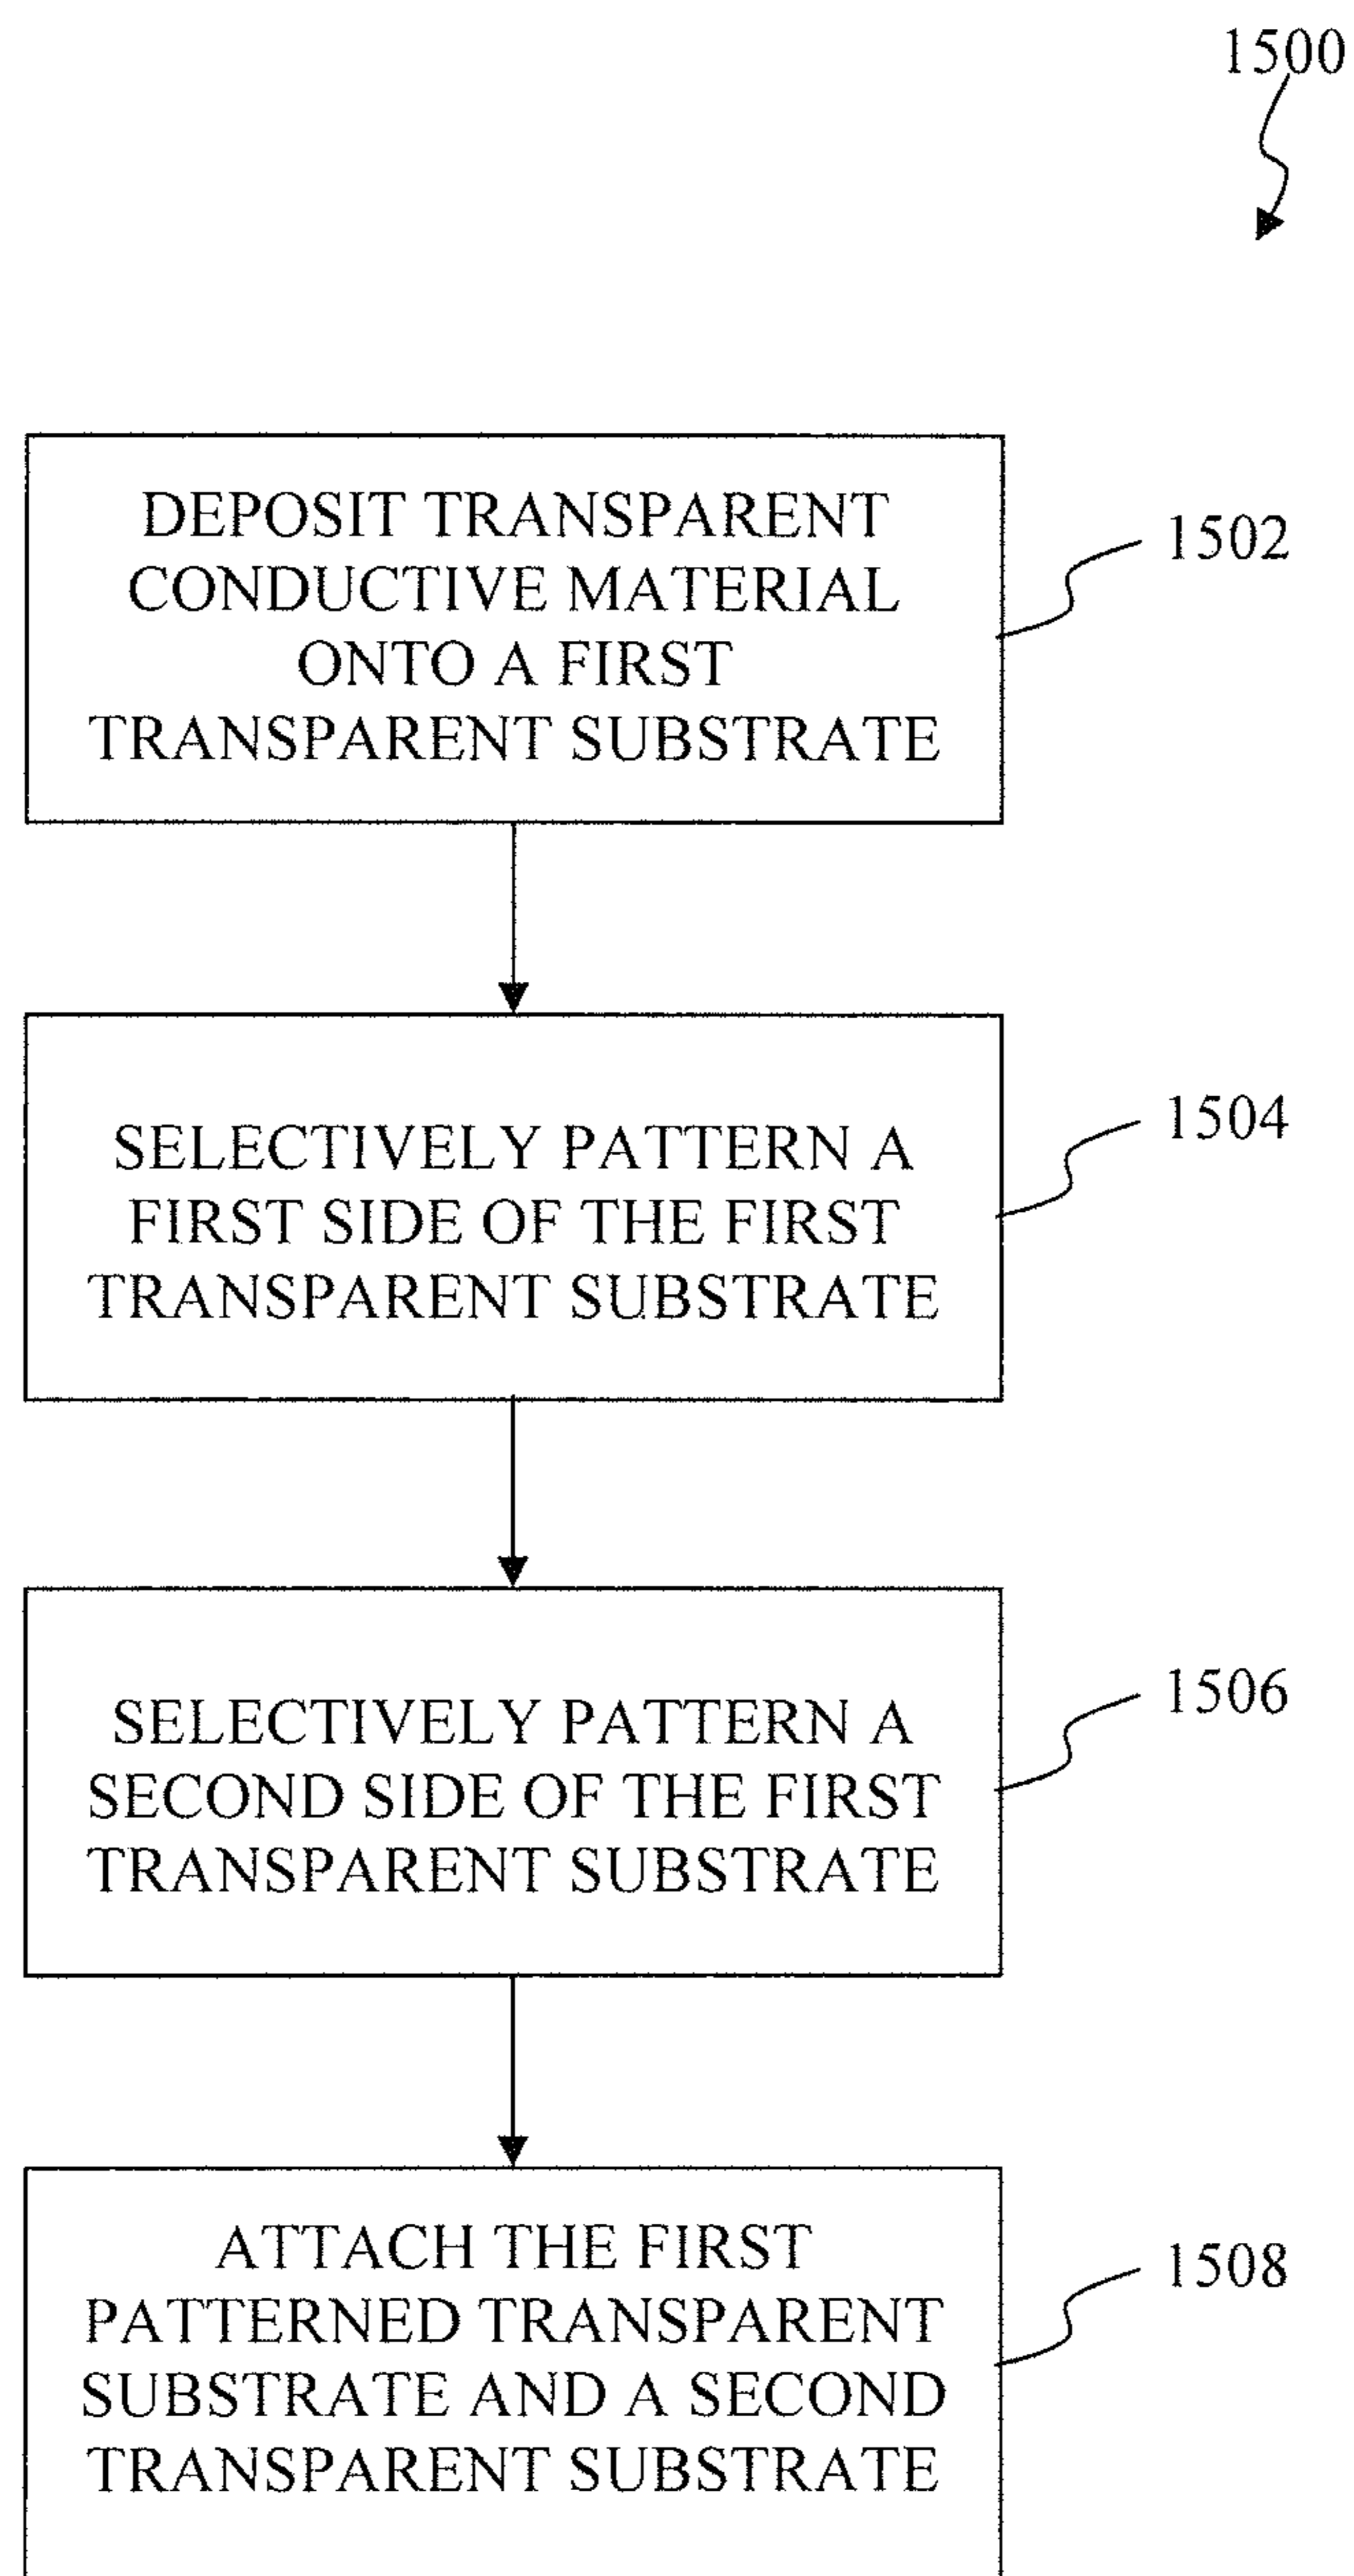 1500
DEPOSIT TRANSPARENT
CONDUCTIVE MATERIAL
ONTO A FIRST
TRANSPARENT SUBSTRATE
1502
SELECTIVELY PATTERN A
FIRST SIDE OF THE FIRST
TRANSPARENT SUBSTRATE
1504
SELECTIVELY PATTERN A
SECOND SIDE OF THE FIRST
TRANSPARENT SUBSTRATE
1506
ATTACH THE FIRST
PATTERNED TRANSPARENT
SUBSTRATE AND A SECOND
TRANSPARENT SUBSTRATE
1508